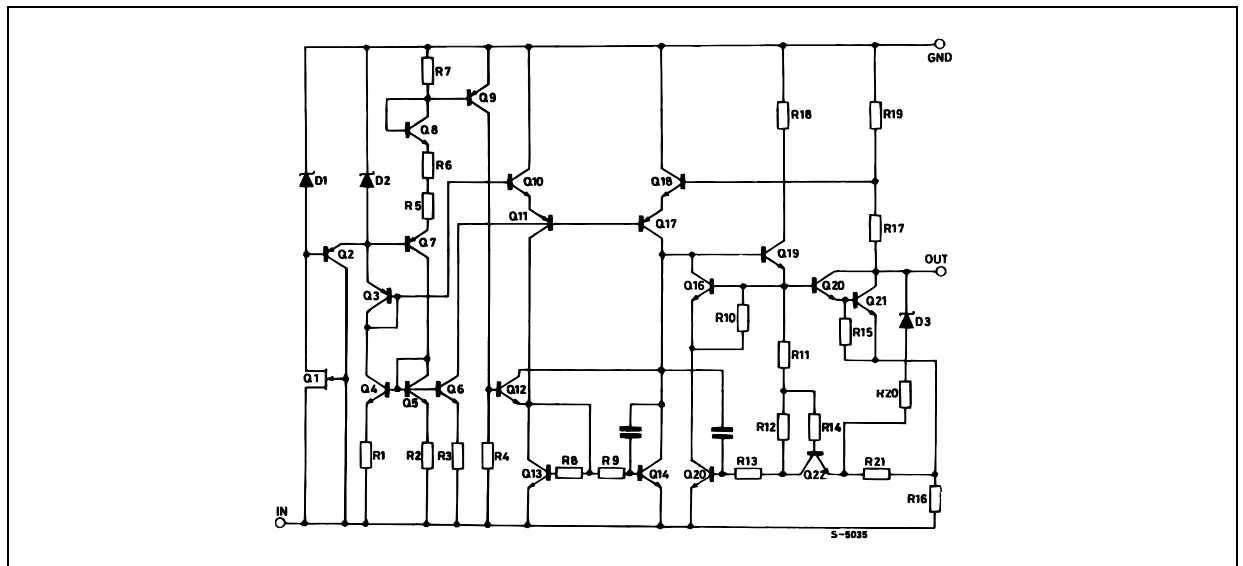 GND
R7
Q9
R18
R19
Q8
R6
D1
D2
Q10
Q18
R5
Q11
Q17
R17
Q2
Q7
Q19
OUT
Q3
Q16
Q20
Q21
R10
R15
D3
R11
Q1
Q4
Q5
Q6
Q12
R20
R12
R14
R1
R2
R3
R4
Q13
R8
R9
Q14
Q20
R13
Q22
R21
R16
IN
S-5035